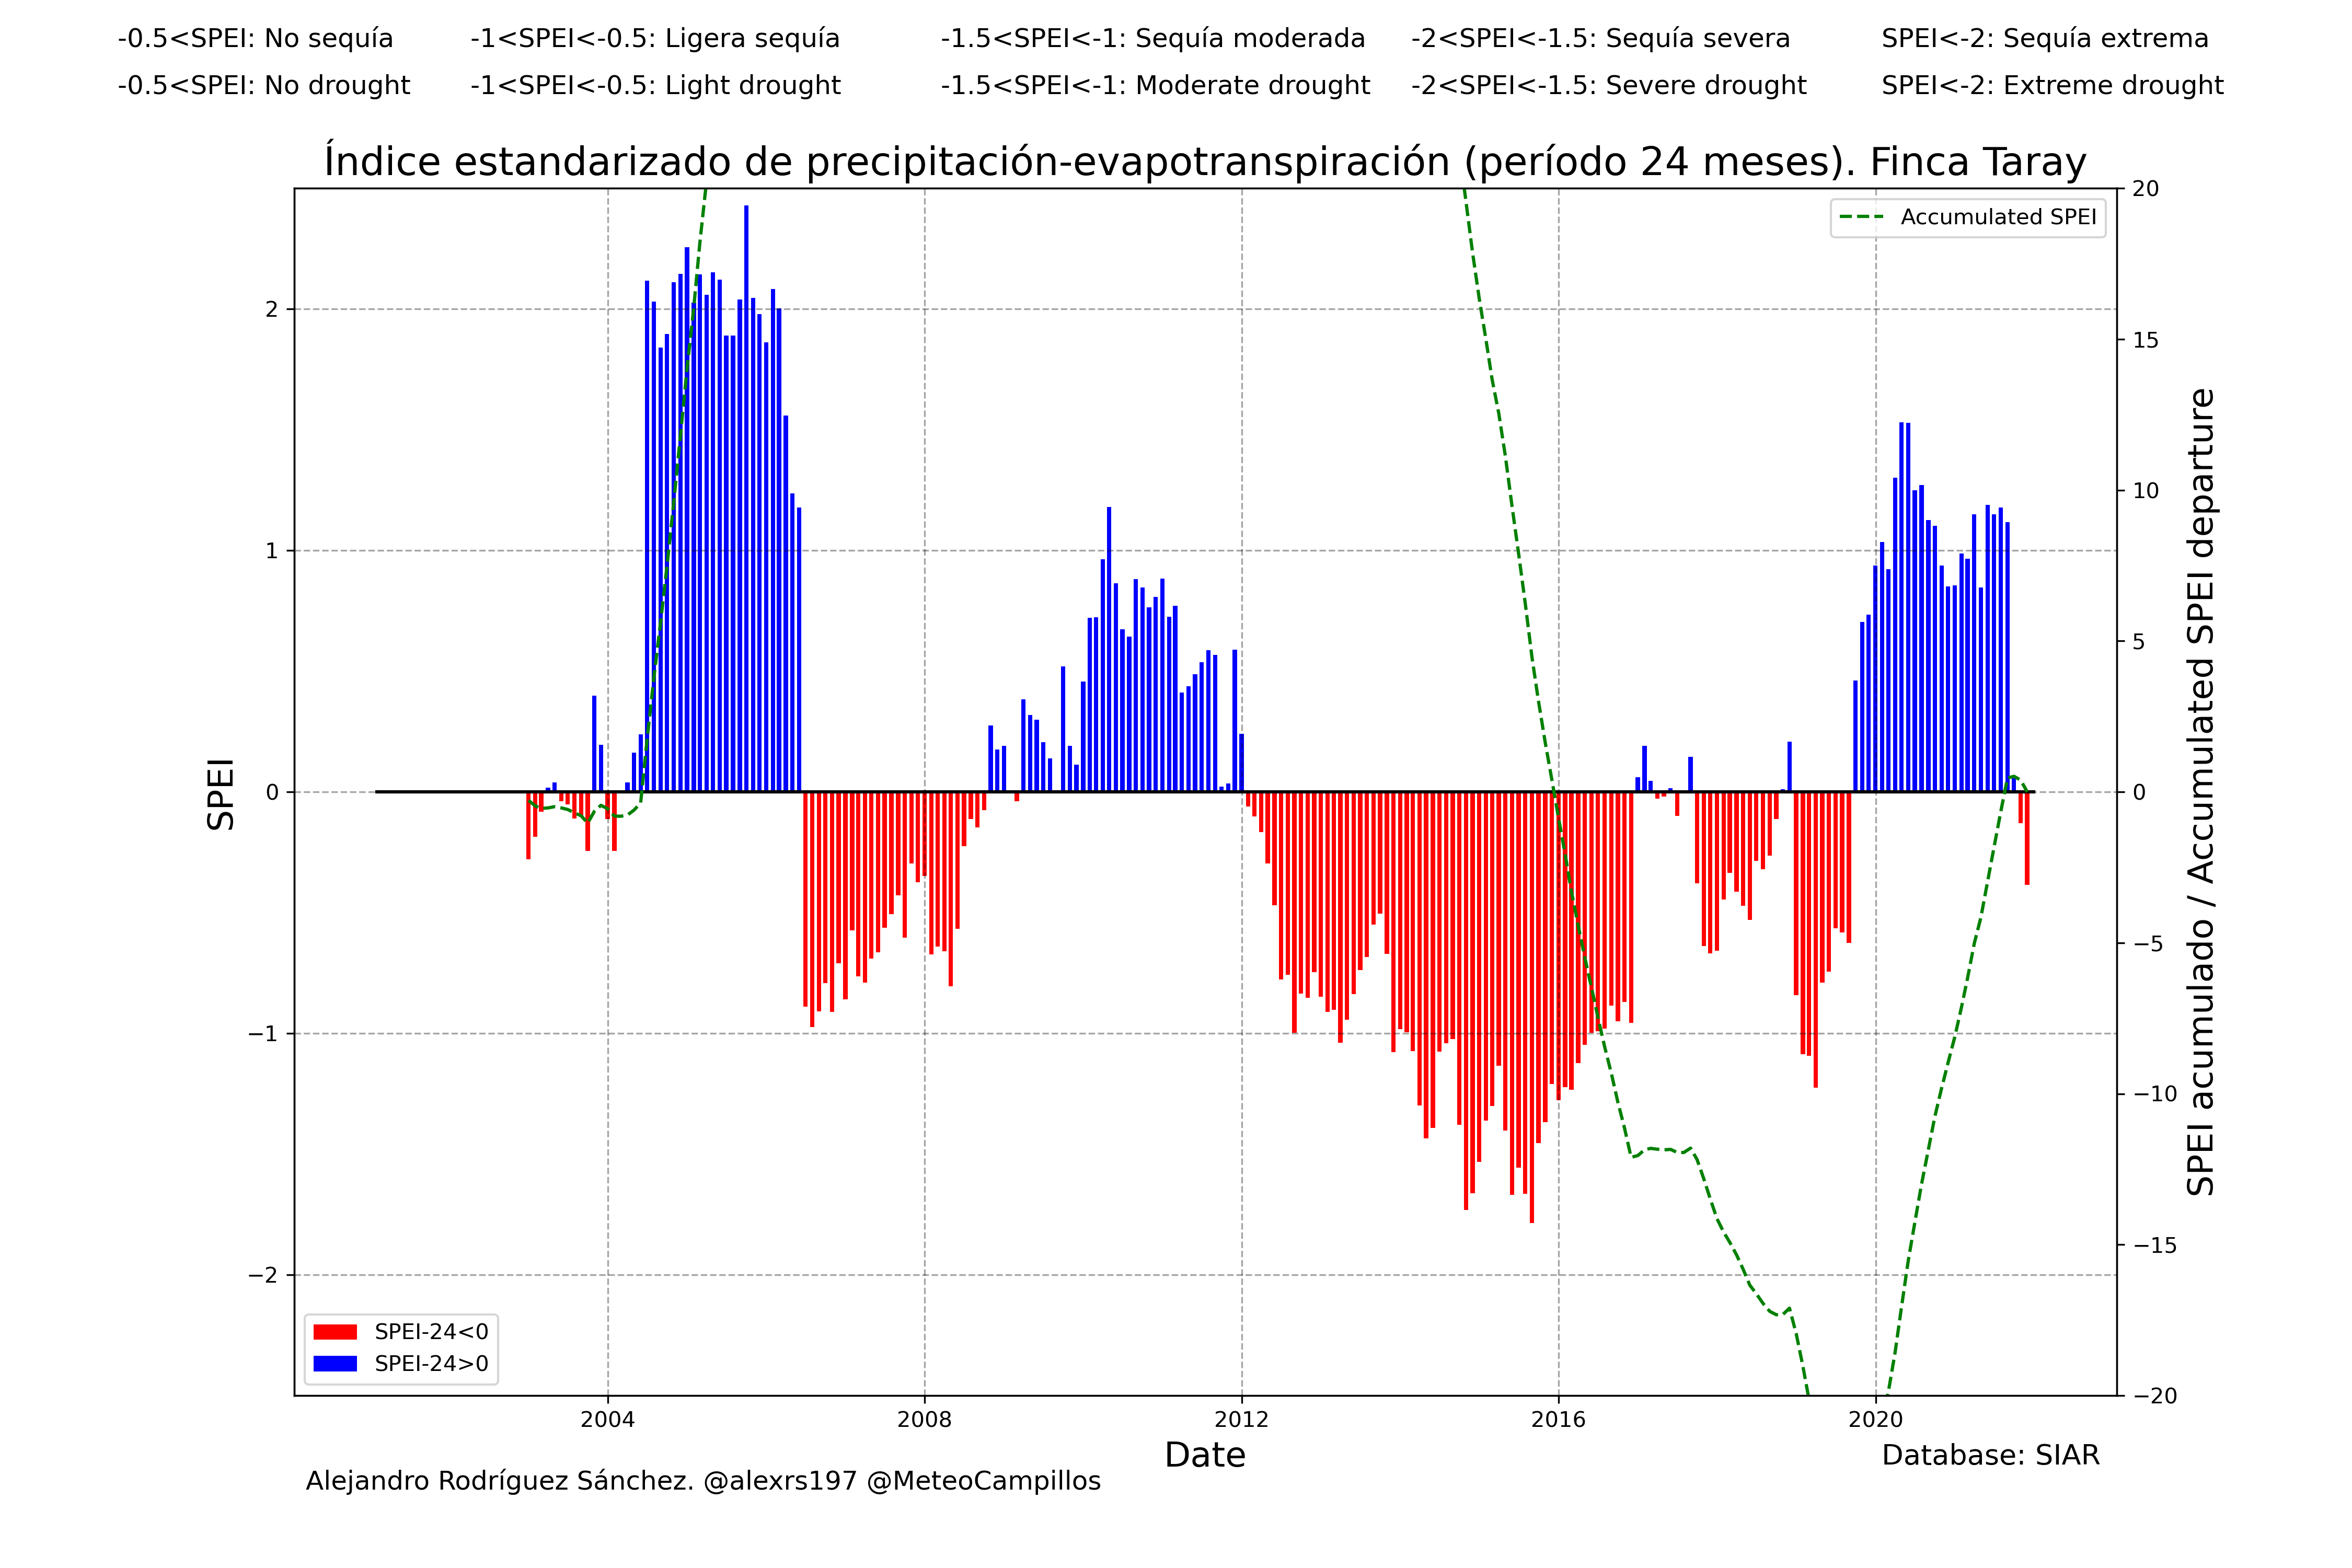 -0.5<SPEI: No sequía -1<SPEI<-0.5: Ligera sequía -1.5<SPEI<-1: Sequía moderada -2<SPEI<-1.5: Sequía severa SPEI<-2: Sequía extrema
-0.5<SPEI: No drought -1<SPEI<-0.5: Light drought -1.5<SPEI<-1: Moderate drought -2<SPEI<-1.5: Severe drought SPEI<-2: Extreme drought
Índice estandarizado de precipitación-evapotranspiración (período 24 meses). Finca Taray
Accumulated SPEI
SPEI
2
1
0
−1
−2
20
15
10
5
0
−5
−10
−15
−20
SPEI acumulado / Accumulated SPEI departure
SPEI-24<0
SPEI-24>0
2004 2008 2012 2016 2020
Date
Database: SIAR
Alejandro Rodríguez Sánchez. @alexrs197 @MeteoCampillos